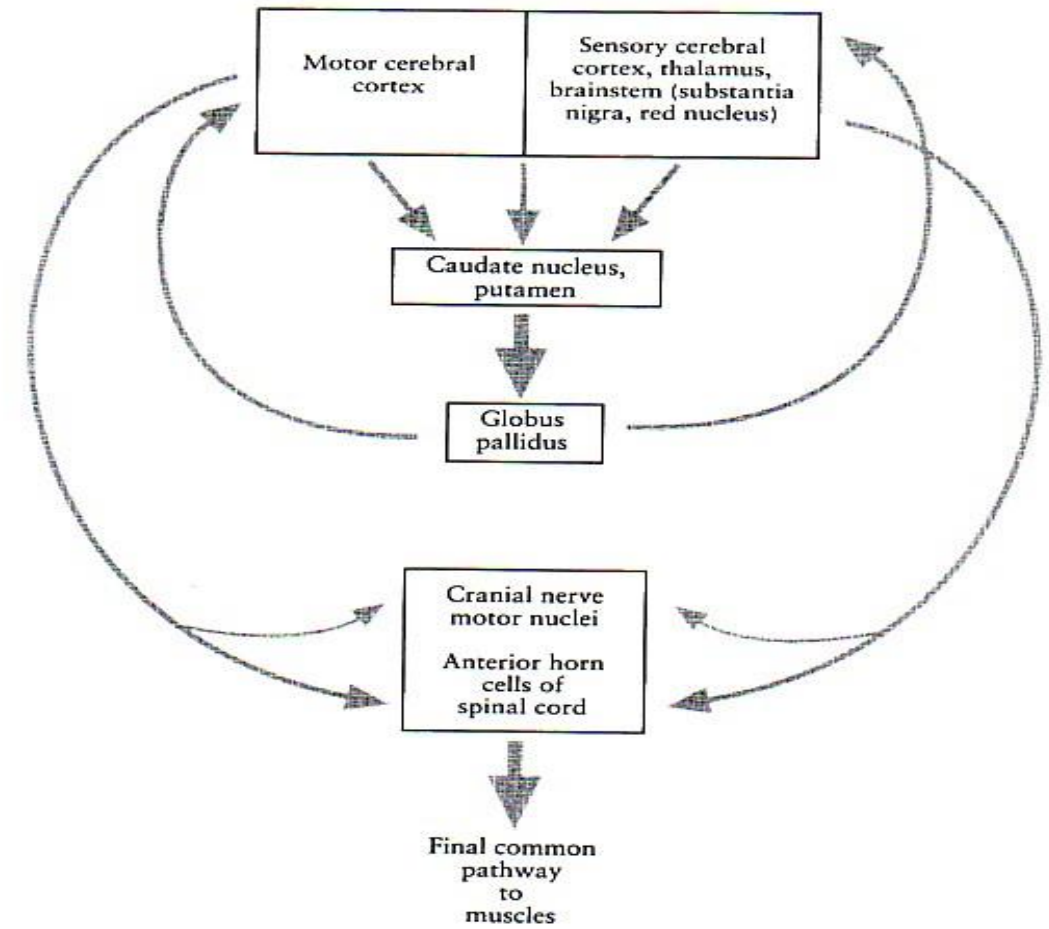 Motor cerebral
cortex
Sensory cerebral
cortex, thalamus,
brainstem (substantia
nigra, red nucleus)
Caudate nucleus,
putamen
Globus
pallidus
Cranial nerve
motor nuclei
Anterior horn
cells of
spinal cord
Final common
pathway
to
muscles